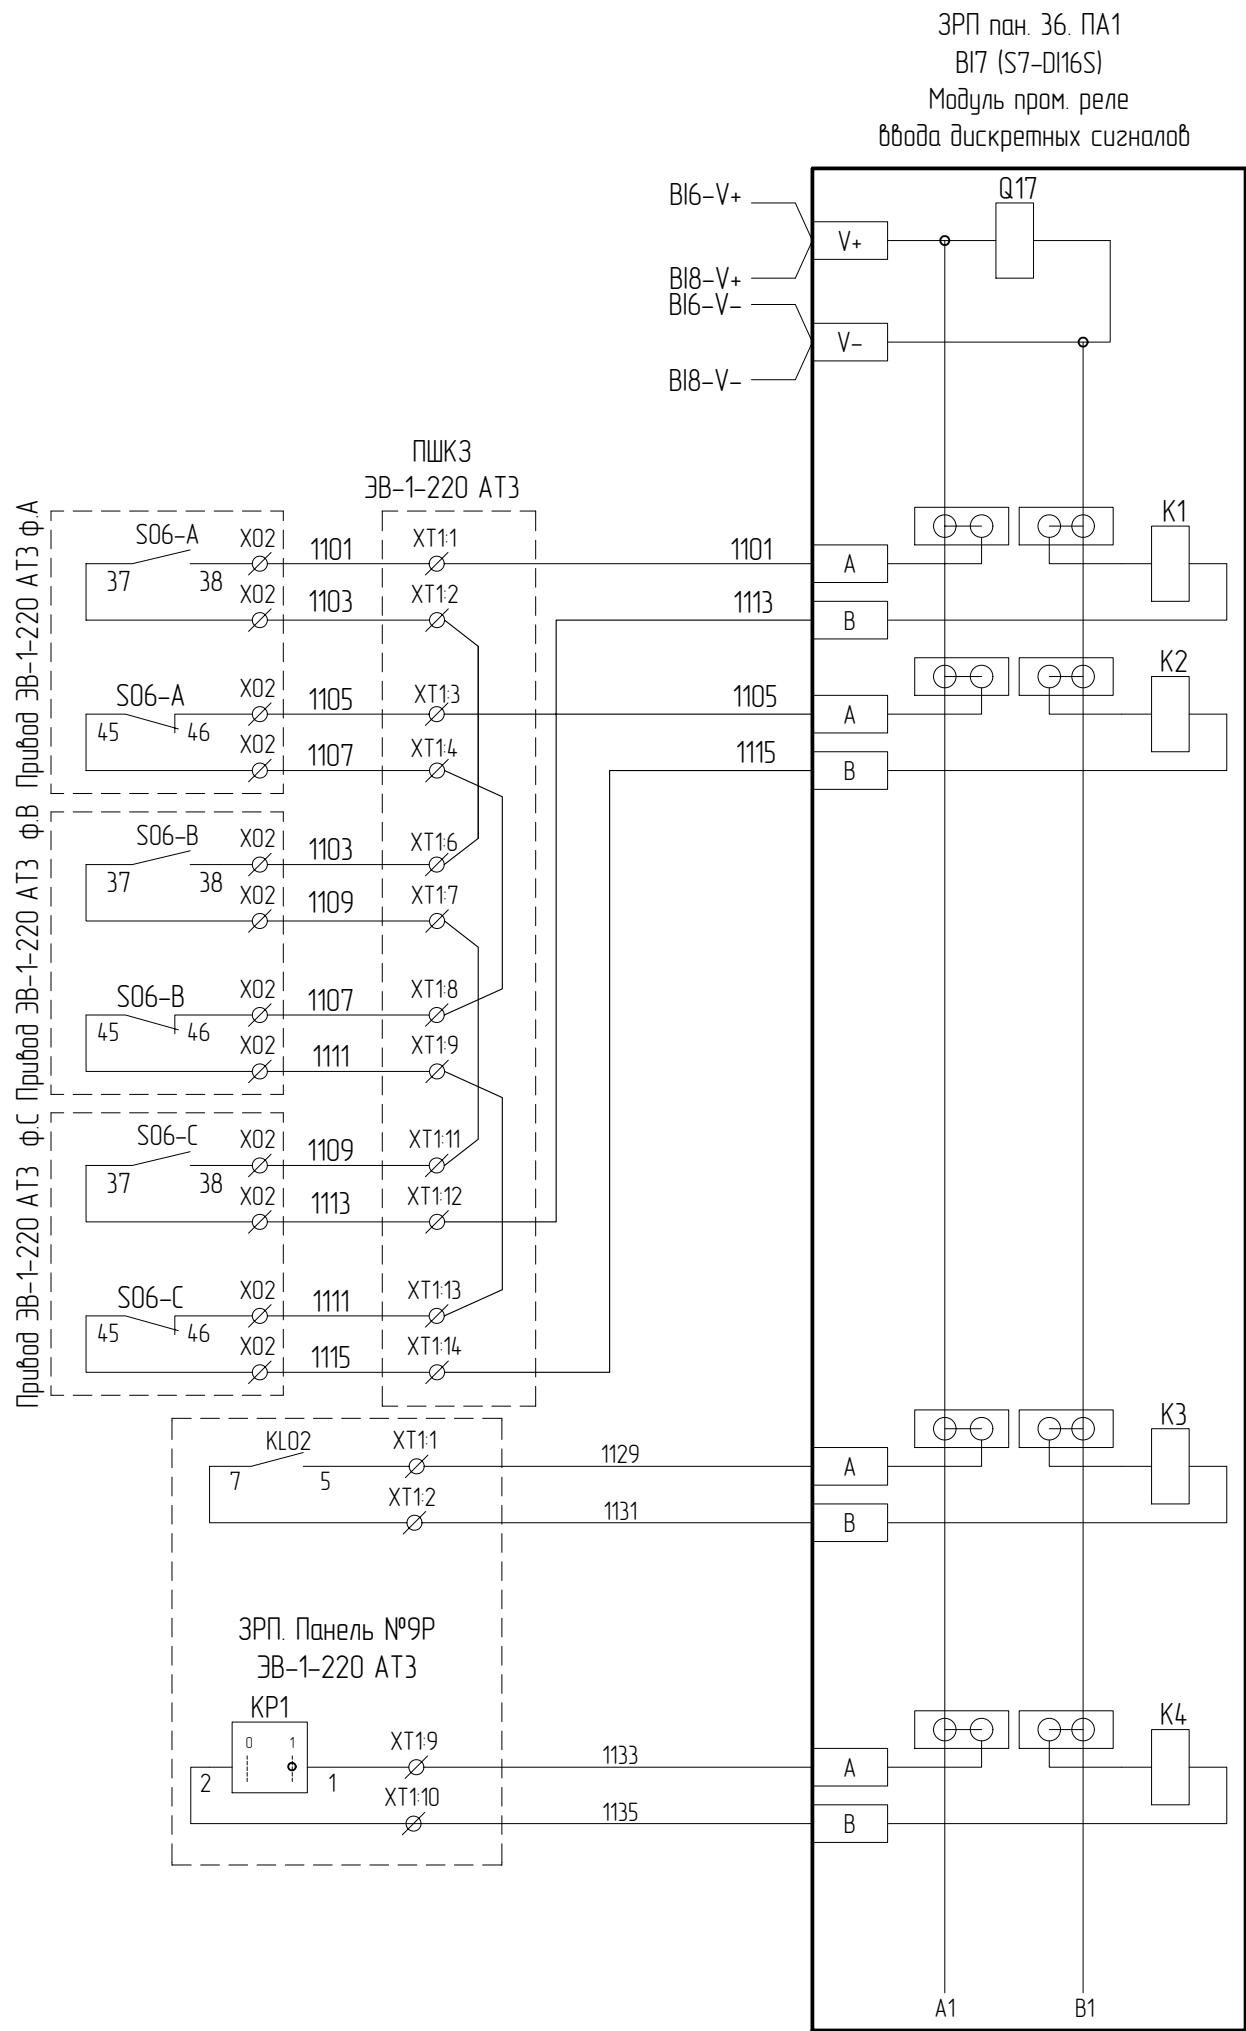 ЗРП пан. 36. ПА1
BI7 (S7-DI16S)
Модуль пром. реле
ввода дискретных сигналов
Q17
BI6-V+
V+
BI8-V+
BI6-V-
V-
BI8-V-
ПШКЗ
ЭВ-1-220 АТ3
Привод ЭВ-1-220 АТ3 ф.А
S06-A X02 1101 XT1:1 1101 A K1
37 38
X02 1103 XT1:2 1113 B
S06-A X02 1105 XT1:3 1105 A K2
45 46
X02 1107 XT1:4 1115 B
Привод ЭВ-1-220 АТ3 ф.В
S06-B X02 1103 XT1:6
37 38
X02 1109 XT1:7
S06-B X02 1107 XT1:8
45 46
X02 1111 XT1:9
Привод ЭВ-1-220 АТ3 ф.С
S06-C X02 1109 XT1:11
37 38
X02 1113 XT1:12
S06-C X02 1111 XT1:13
45 46
X02 1115 XT1:14
KL02 XT1:1 1129 A K3
7 5
XT1:2 1131 B
ЗРП. Панель №9Р
ЭВ-1-220 АТ3
KP1
0 1
2 1 XT1:9 1133 A K4
XT1:10 1135 B
A1 B1